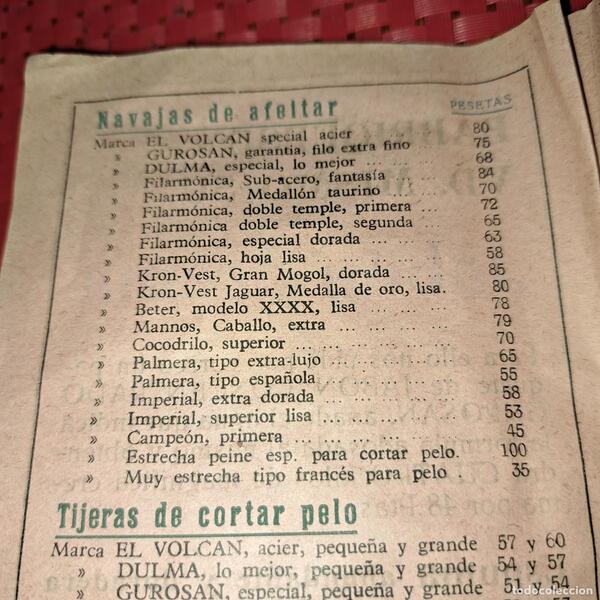 Navajas de afeitar PESETAS
Marca EL VOLCAN special acier ... ... ... 80
» GUROSAN, garantia, filo extra fino 75
» DULMA, especial, lo mejor ... ... ... 68
» Filarmónica, Sub-acero, fantasía ... 84
» Filarmónica, Medallón taurino ... ... 70
» Filarmónica, doble temple, primera ... 72
» Filarmónica doble temple, segunda ... 65
» Filarmónica, especial dorada ... ... ... 63
» Filarmónica, hoja lisa ... ... ... ... 58
» Kron-Vest, Gran Mogol, dorada ... ... 85
» Kron-Vest Jaguar, Medalla de oro, lisa. 80
» Beter, modelo XXXX, lisa ... ... ... 78
» Mannos, Caballo, extra ... ... ... ... 79
» Cocodrilo, superior ... ... ... ... ... 70
» Palmera, tipo extra-lujo ... ... ... ... 65
» Palmera, tipo española ... ... ... ... 55
» Imperial, extra dorada ... ... ... ... 58
» Imperial, superior lisa ... ... ... ... 53
» Campeón, primera ... ... ... ... ... 45
» Estrecha peine esp. para cortar pelo. 100
» Muy estrecha tipo francés para pelo . 35
Tijeras de cortar pelo
Marca EL VOLCAN, acier, pequeña y grande 57 y 60
» DULMA, lo mejor, pequeña y grande 54 y 57
» GUROSAN, especial, pequeña y grande 51 y 54
todocoleccion